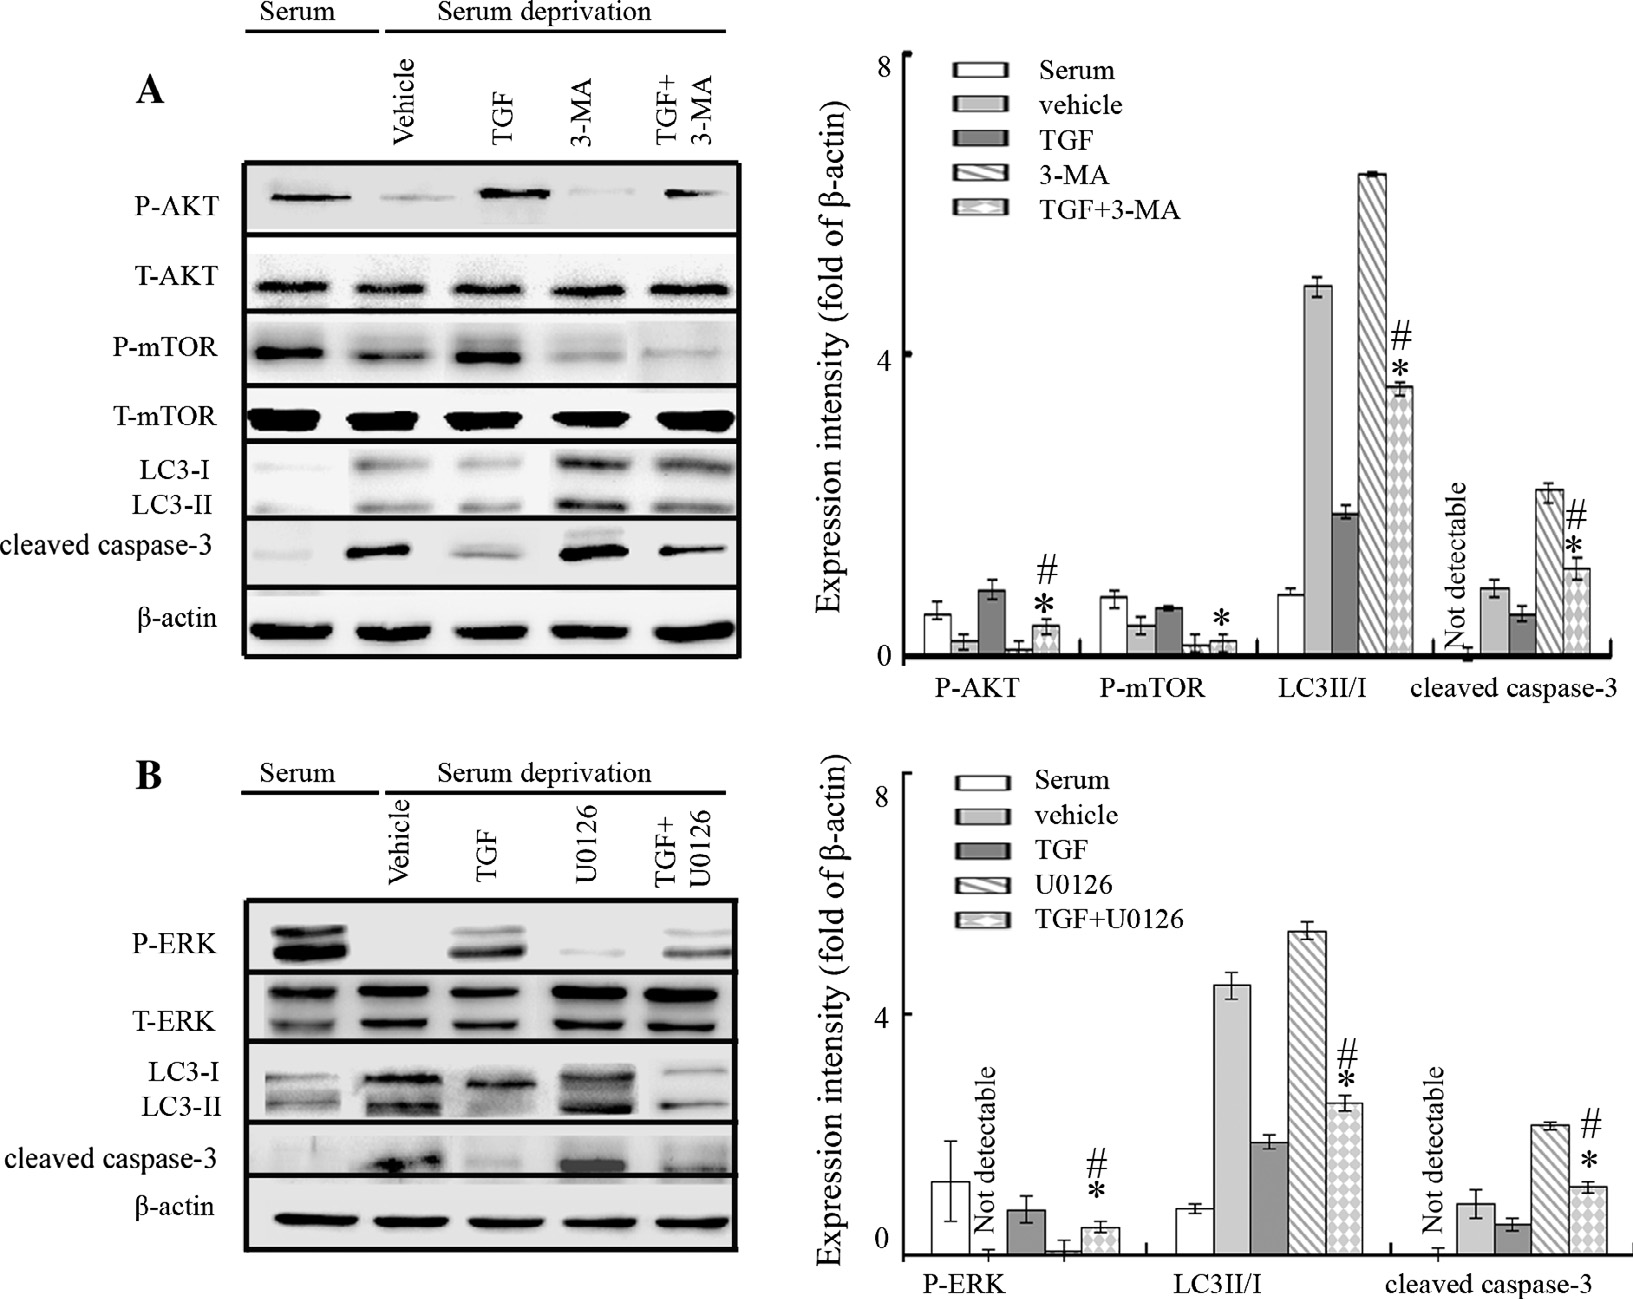 Serum Serum deprivation
A
Vehicle
TGF
3-MA
TGF+
3-MA
P-AKT
T-AKT
P-mTOR
T-mTOR
LC3-I
LC3-II
cleaved caspase-3
β-actin
Expression intensity (fold of β-actin)
8
4
0
Serum
vehicle
TGF
3-MA
TGF+3-MA
#
*
*
#
*
Not detectable
#
*
P-AKT P-mTOR LC3II/I cleaved caspase-3
B
Serum Serum deprivation
Vehicle
TGF
U0126
TGF+
U0126
P-ERK
T-ERK
LC3-I
LC3-II
cleaved caspase-3
β-actin
Expression intensity (fold of β-actin)
8
4
0
Serum
vehicle
TGF
U0126
TGF+U0126
Not detectable
#
*
#
*
Not detectable
#
*
P-ERK LC3II/I cleaved caspase-3